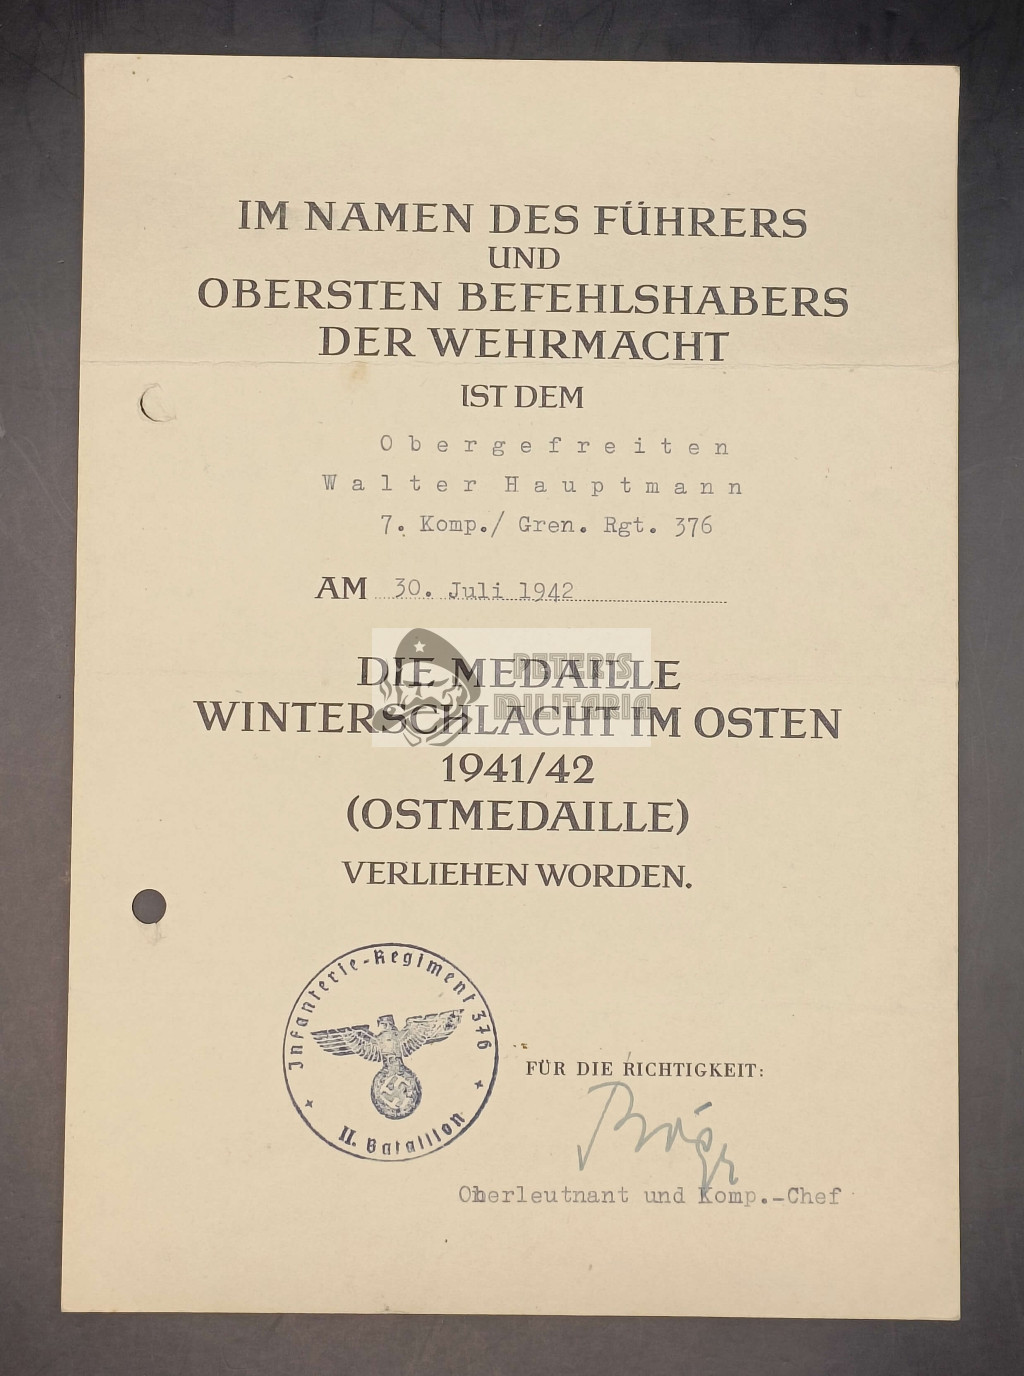 IM NAMEN DES FÜHRERS
UND
OBERSTEN BEFEHLSHABERS
DER WEHRMACHT
IST DEM
Obergefreiten
Walter Hauptmann
7. Komp./ Gren. Rgt. 376
AM 30. Juli 1942
PETER'S
MILITARIA
DIE MEDAILLE
WINTERSCHLACHT IM OSTEN
1941/42
(OSTMEDAILLE)
VERLIEHEN WORDEN.
Infanterie-Regiment 376
II. Bataillon
FÜR DIE RICHTIGKEIT:
Oberleutnant und Komp.-Chef